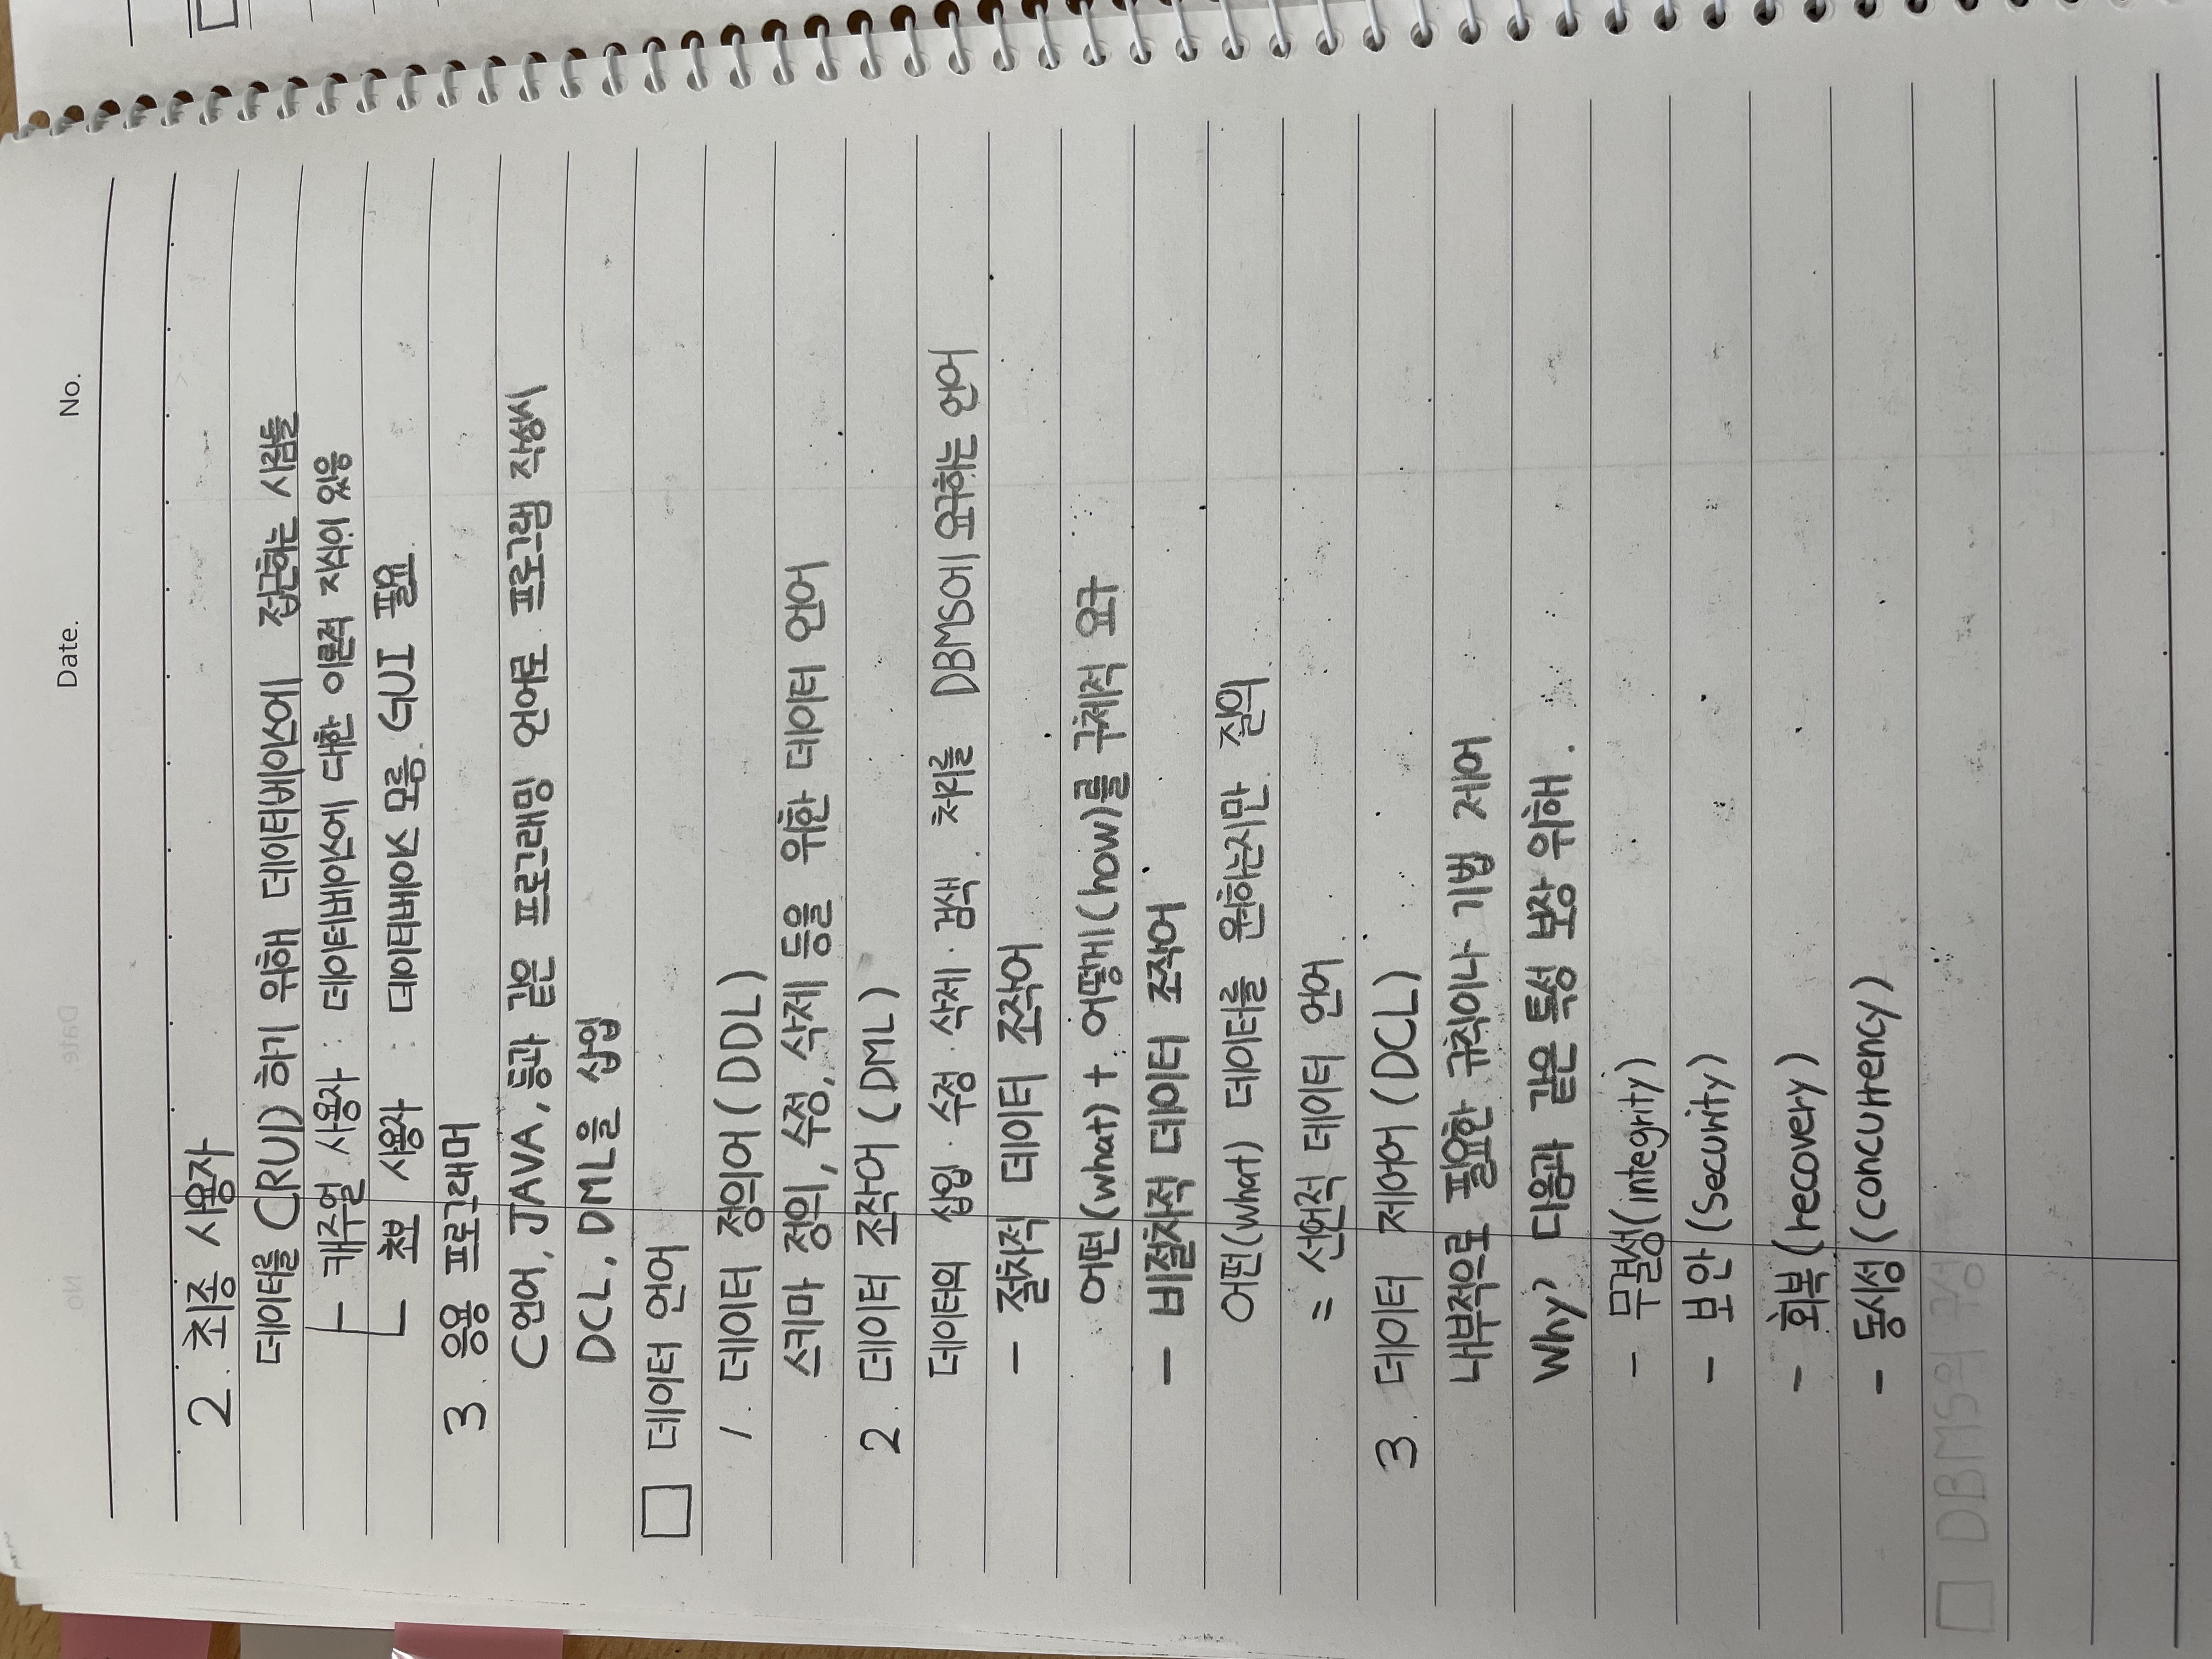 Date. No.
2. 최종 사용자
데이터를 CRUD 하기 위해 데이터베이스에 접근하는 사람들
캐주얼 사용자 : 데이터베이스에 대한 이론적 지식이 있음
초보 사용자 : 데이터베이스 모름. GUI 필요.
3. 응용 프로그래머
C언어, JAVA, 등과 같은 프로그래밍 언어로 프로그램 작성시
DCL, DML을 삽입
□ 데이터 언어
1. 데이터 정의어 (DDL)
스키마 정의, 수정, 삭제 등을 위한 데이터 언어
2. 데이터 조작어 (DML)
데이터의 삽입 · 수정 · 삭제 · 검색. 처리를 DBMS에 요구하는 언어
- 절차적 데이터 조작어
어떤(what) + 어떻게(how)를 구체적 요구
- 비절차적 데이터 조작어
어떤(what) 데이터를 원하는지만 질의
= 선언적 데이터 언어
3. 데이터 제어어 (DCL)
내부적으로 필요한 규칙이나 기법 제어
Why? 다음과 같은 특성 보장 위해.
- 무결성(integrity)
- 보안 (Security)
- 회복 (recovery)
- 동시성 (concurrency)
□ DBMS의 구성